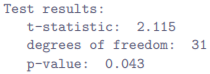 Test results:
t-statistic: 2.115
degrees of freedom: 31
p-value: 0.043